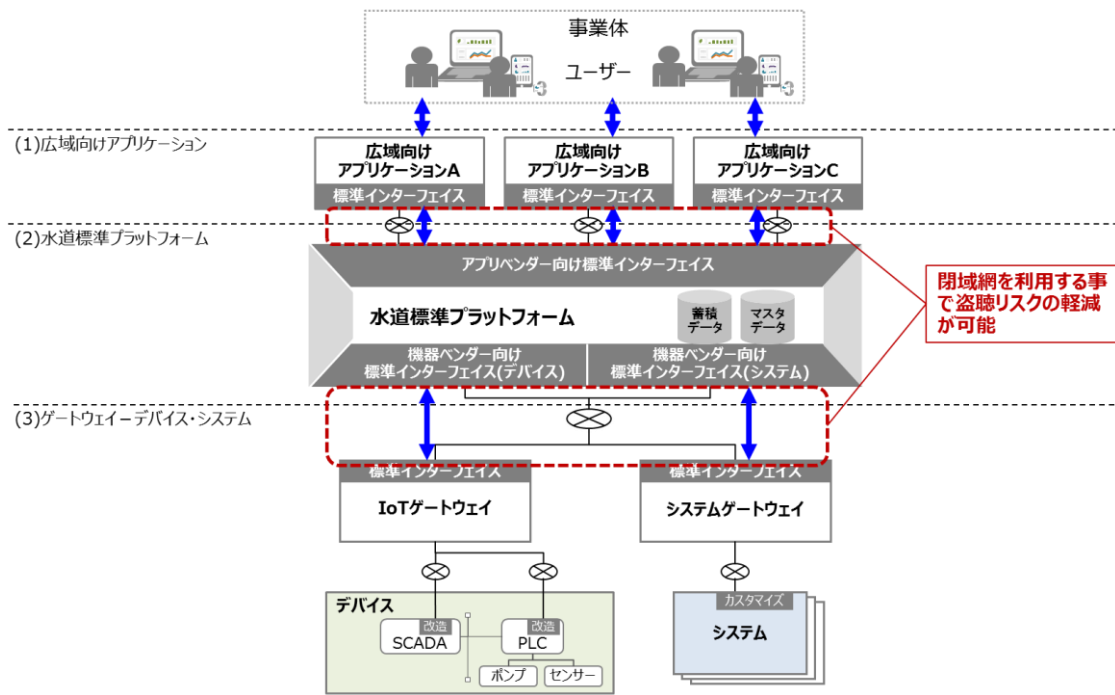 事業体
ユーザー
(1)広域向けアプリケーション
広域向け
アプリケーションA
標準インターフェイス
広域向け
アプリケーションB
標準インターフェイス
広域向け
アプリケーションC
標準インターフェイス
(2)水道標準プラットフォーム
アプリベンダー向け標準インターフェイス
水道標準プラットフォーム
蓄積
データ
マスタ
データ
機器ベンダー向け
標準インターフェイス(デバイス)
機器ベンダー向け
標準インターフェイス(システム)
閉域網を利用する事
で盗聴リスクの軽減
が可能
(3)ゲートウェイ－デバイス・システム
標準インターフェイス
IoTゲートウェイ
標準インターフェイス
システムゲートウェイ
デバイス
改造
SCADA
改造
PLC
ポンプ
センサー
カスタマイズ
システム